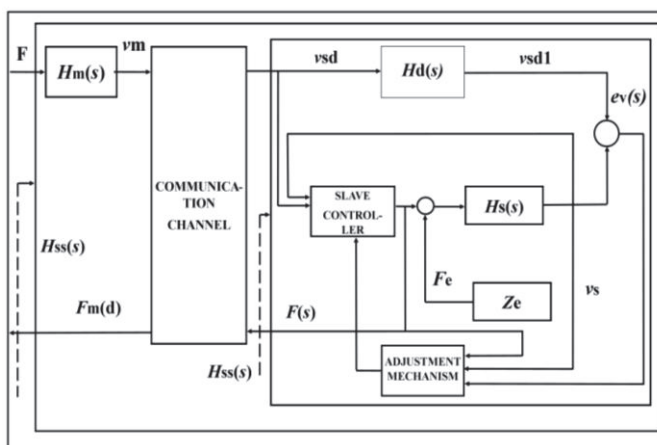 F
vm
Hm(s)
vsd
Hd(s)
vsd1
ev(s)
COMMUNICA-
TION
CHANNEL
SLAVE
CONTROL-
LER
Hs(s)
Hss(s)
Fe
Ze
vs
Fm(d)
F(s)
Hss(s)
ADJUSTMENT
MECHANISM